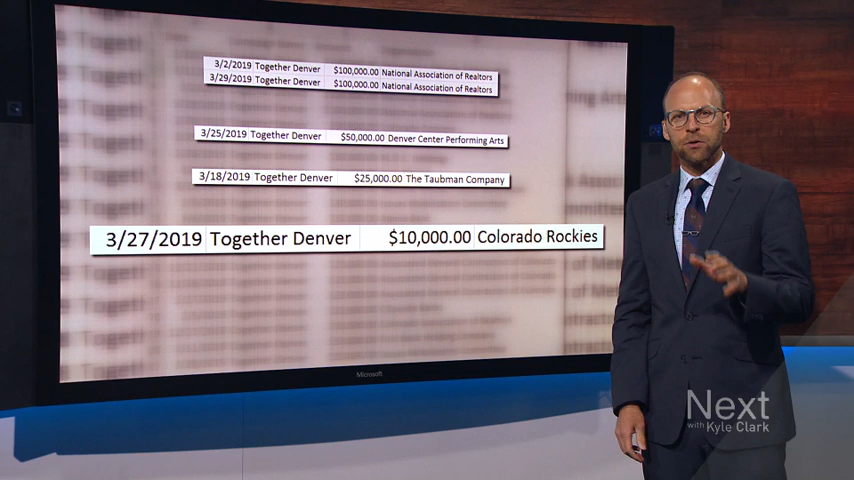 3/2/2019 Together Denver $100,000.00 National Association of Realtors
3/29/2019 Together Denver $100,000.00 National Association of Realtors
3/25/2019 Together Denver $50,000.00 Denver Center Performing Arts
3/18/2019 Together Denver $25,000.00 The Taubman Company
3/27/2019 Together Denver $10,000.00 Colorado Rockies
Microsoft
Next
with Kyle Clark